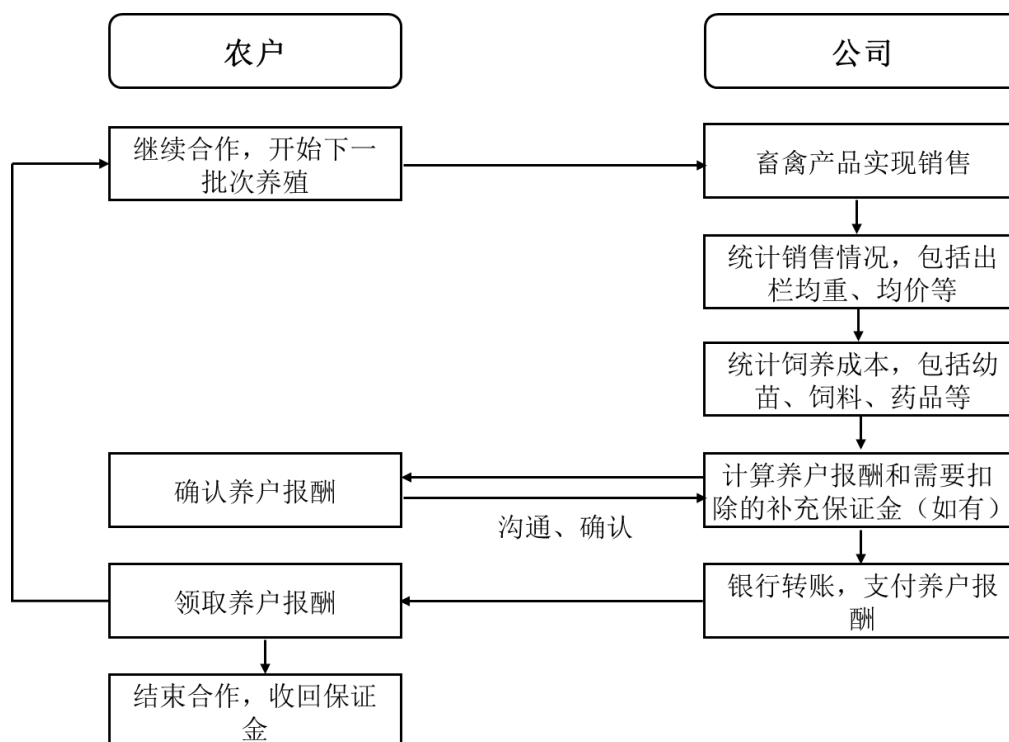 农户
公司
继续合作，开始下一
批次养殖
畜禽产品实现销售
统计销售情况，包括出
栏均重、均价等
统计饲养成本，包括幼
苗、饲料、药品等
确认养户报酬
计算养户报酬和需要扣
除的补充保证金（如有）
沟通、确认
领取养户报酬
银行转账，支付养户报
酬
结束合作，收回保证
金